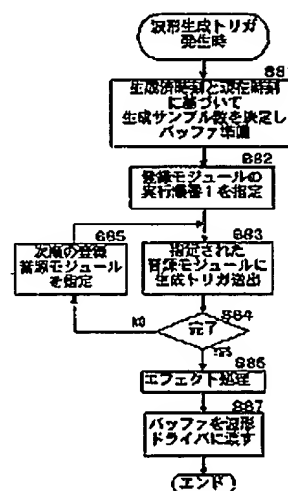 波形生成トリガ
発生時
S81
生成済時刻と現在時刻
に基づいて
生成サンプル数を決定し
バッファ準備
S82
登録モジュールの
実行順番1を指定
S85
次順の登録
音源モジュール
を指定
S83
指定された
音源モジュールに
生成トリガ送出
S84
完了
NO
YES
S86
エフェクト処理
S87
バッファを波形
ドライバに渡す
エンド